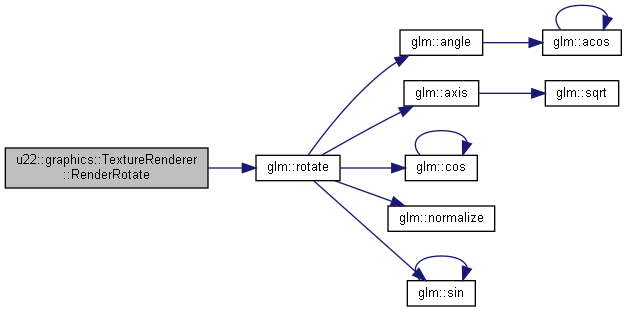 glm::angle
glm::acos
glm::axis
glm::sqrt
u22::graphics::TextureRenderer
::RenderRotate
glm::rotate
glm::cos
glm::normalize
glm::sin